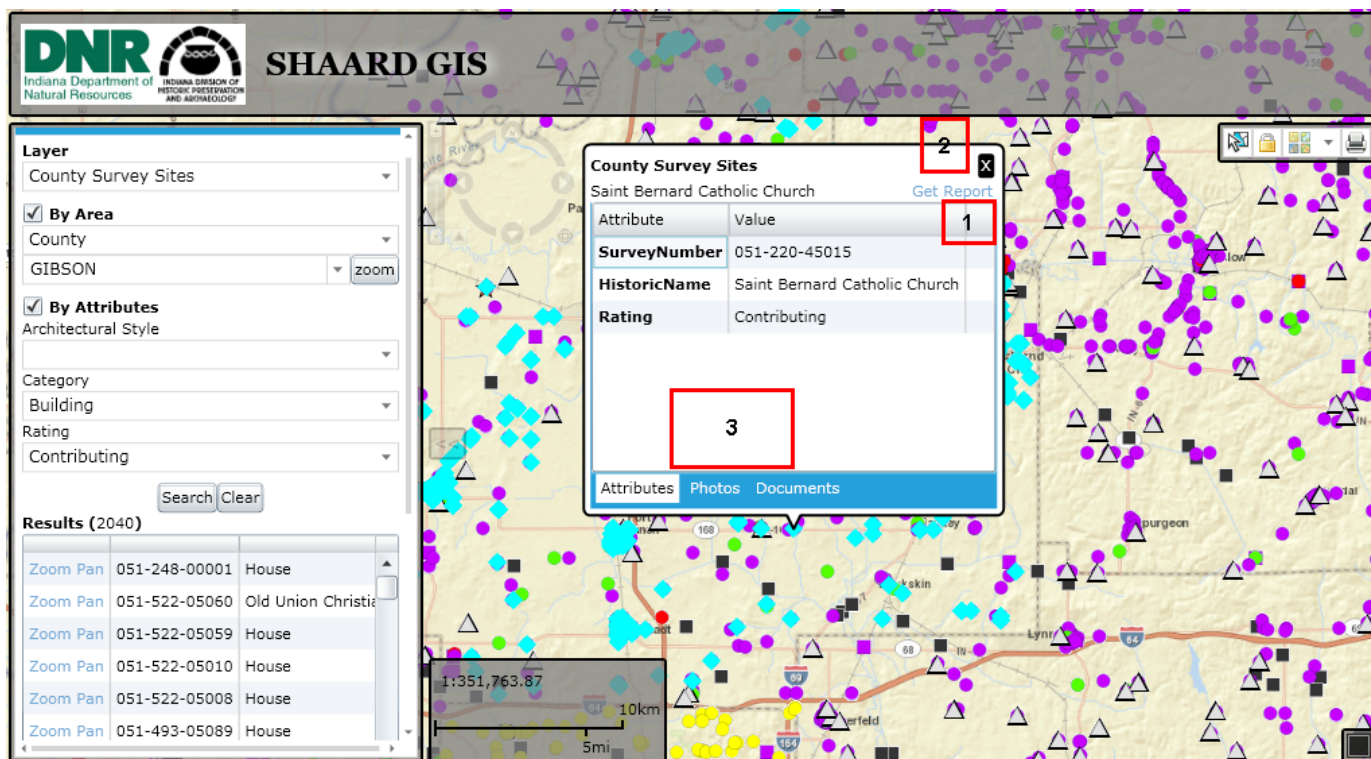 DNR
Indiana Department of
Natural Resources
INDIANA DIVISION OF
HISTORIC PRESERVATION
AND ARCHAEOLOGY
SHAARD GIS
Layer
County Survey Sites
By Area
County
GIBSON
zoom
By Attributes
Architectural Style
Category
Building
Rating
Contributing
Search Clear
Results (2040)
Zoom Pan 051-248-00001 House
Zoom Pan 051-522-05060 Old Union Christia
Zoom Pan 051-522-05059 House
Zoom Pan 051-522-05010 House
Zoom Pan 051-522-05008 House
Zoom Pan 051-493-05089 House
2
County Survey Sites
X
Saint Bernard Catholic Church Get Report
1
Attribute Value
SurveyNumber 051-220-45015
HistoricName Saint Bernard Catholic Church
Rating Contributing
3
Attributes Photos Documents
<<
River
Pa
168
purgeon
kskin
68
IN-
Lynn
64
69
64
erfeld
164
1:351,763.87
10km
5mi